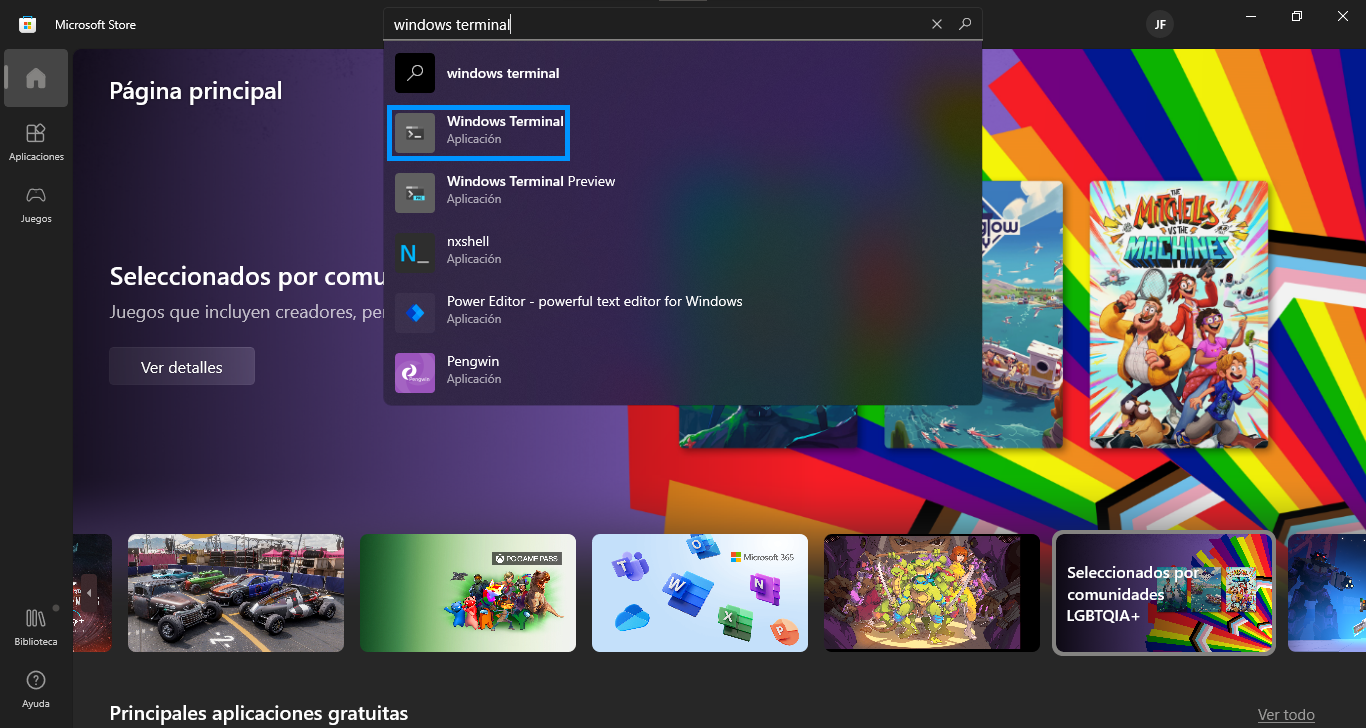 Microsoft Store
windows terminal
JF
windows terminal
Windows Terminal
Aplicación
Windows Terminal Preview
Aplicación
nxshell
Aplicación
Power Editor - powerful text editor for Windows
Aplicación
Pengwin
Aplicación
Aplicaciones
Juegos
Biblioteca
Ayuda
Página principal
Seleccionados por comu
Juegos que incluyen creadores, per
Ver detalles
THE
MITCHELLS
VS THE
MACHINES
PC GAME PASS
Microsoft 365
Seleccionados por
comunidades
LGBTQIA+
Principales aplicaciones gratuitas
Ver todo